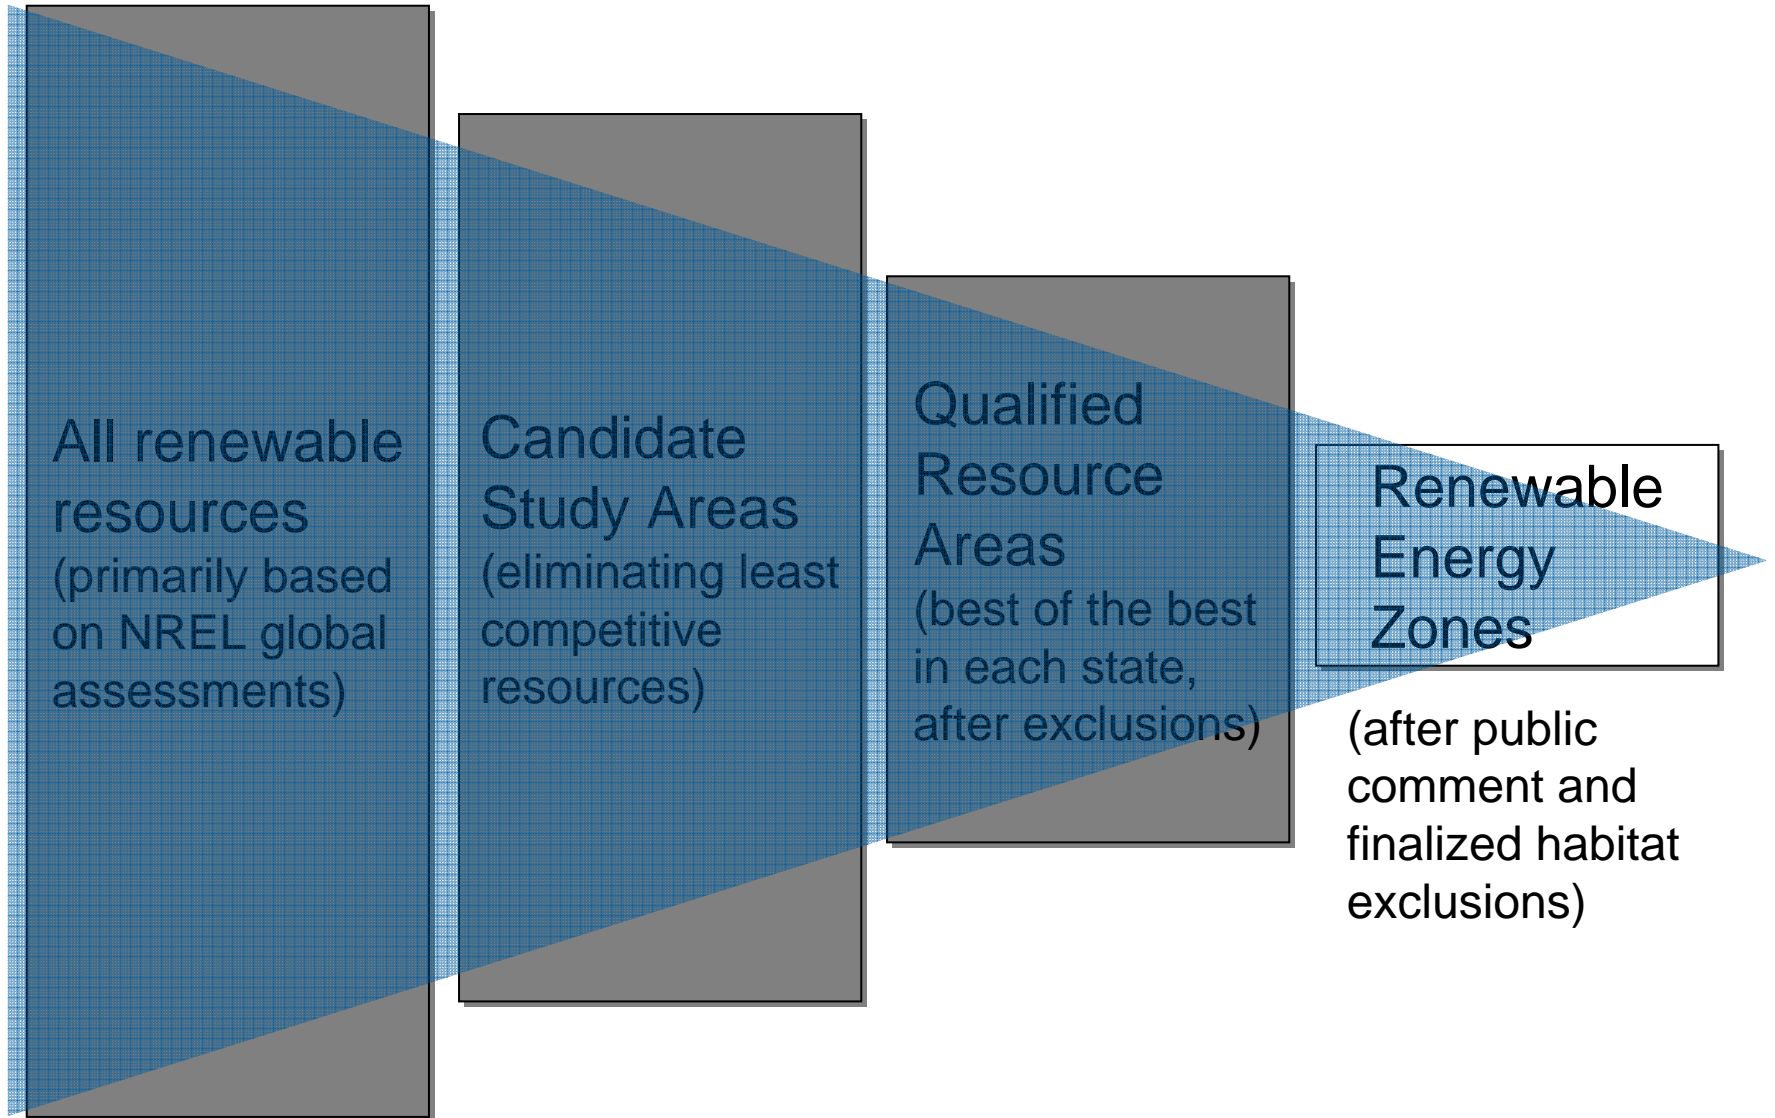 All renewable
resources
(primarily based
on NREL global
assessments)
Candidate
Study Areas
(eliminating least
competitive
resources)
Qualified
Resource
Areas
(best of the best
in each state,
after exclusions)
Renewable
Energy
Zones
(after public
comment and
finalized habitat
exclusions)